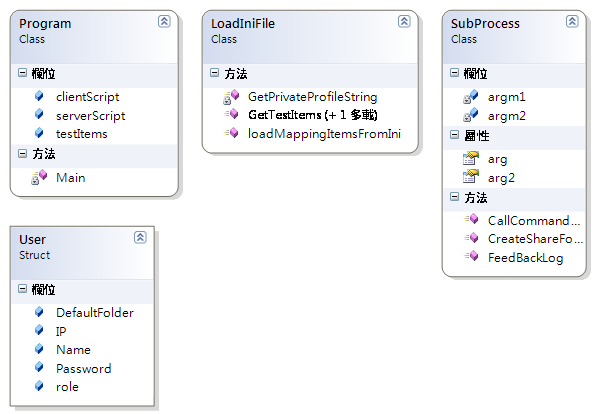 Program
Class
欄位
clientScript
serverScript
testItems
方法
Main
LoadIniFile
Class
方法
GetPrivateProfileString
GetTestItems (+ 1 多載)
loadMappingItemsFromIni
SubProcess
Class
欄位
argm1
argm2
屬性
arg
arg2
方法
CallCommand...
CreateShareFo...
FeedBackLog
User
Struct
欄位
DefaultFolder
IP
Name
Password
role